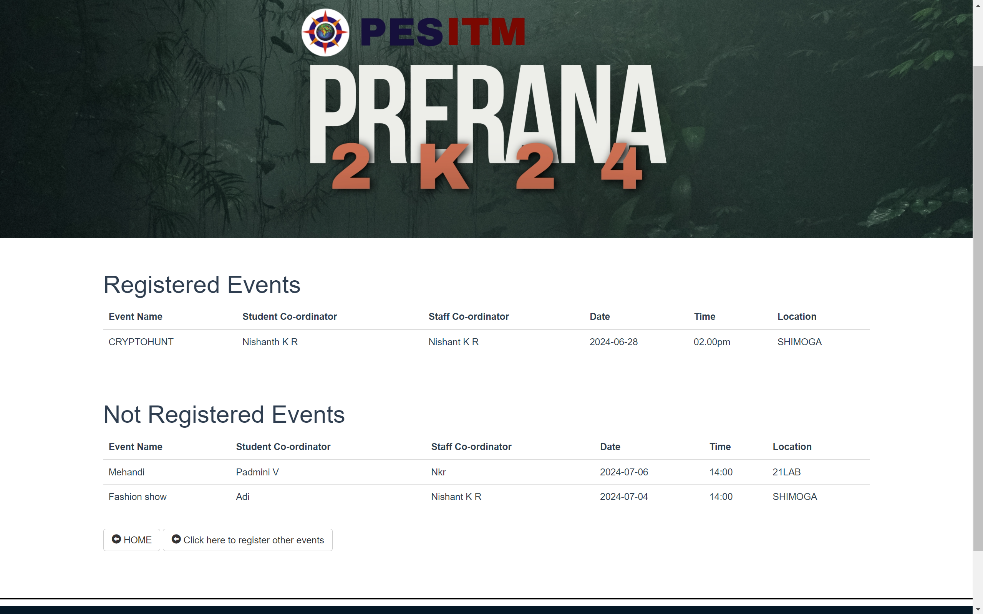 PESITM
PRERANA
2K24
Registered Events
Event Name Student Co-ordinator Staff Co-ordinator Date Time Location
CRYPTOHUNT Nishanth K R Nishant K R 2024-06-28 02.00pm SHIMOGA
Not Registered Events
Event Name Student Co-ordinator Staff Co-ordinator Date Time Location
Mehandi Padmini V Nkr 2024-07-06 14:00 21LAB
Fashion show Adi Nishant K R 2024-07-04 14:00 SHIMOGA
HOME Click here to register other events